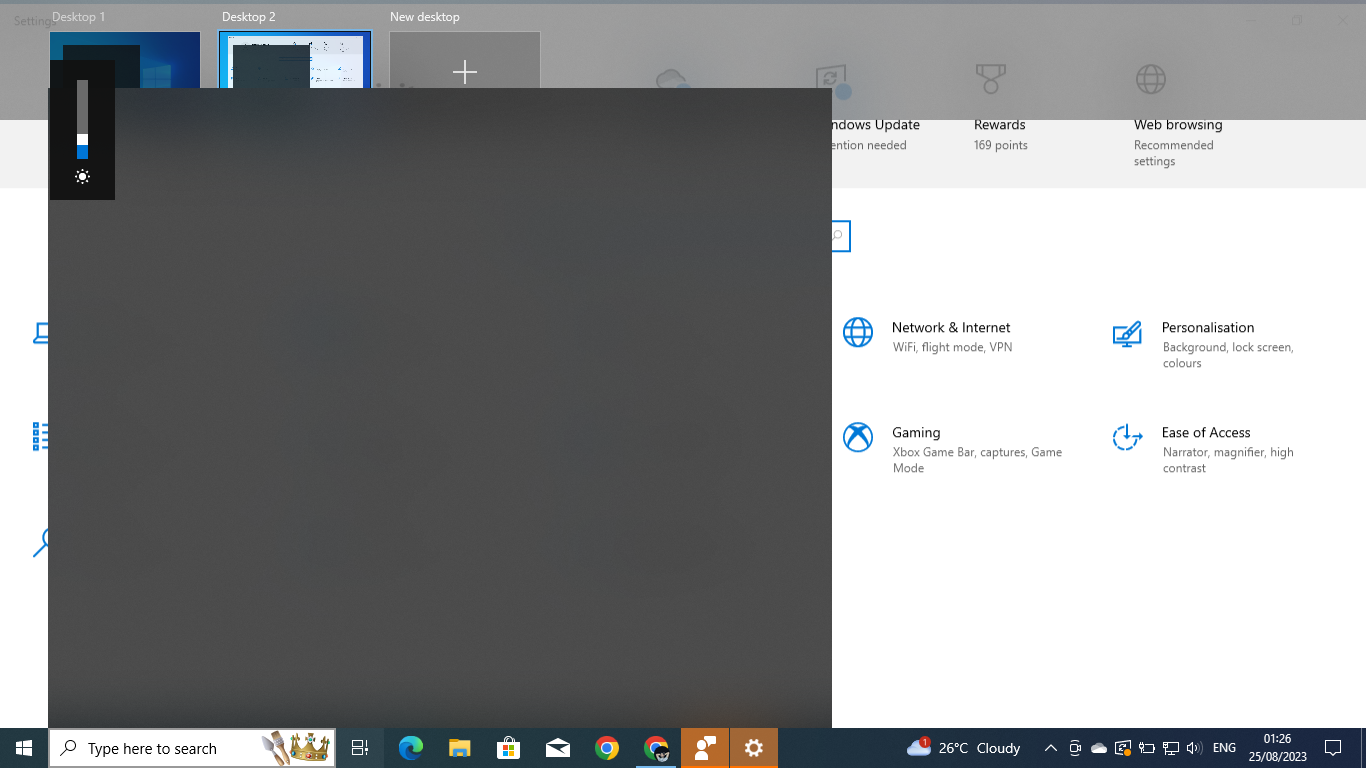 Settings
Desktop 1
Desktop 2
New desktop
ndows Update
Rewards
Web browsing
ention needed
169 points
Recommended
settings
Network & Internet
WiFi, flight mode, VPN
Personalisation
Background, lock screen,
colours
Gaming
Xbox Game Bar, captures, Game
Mode
Ease of Access
Narrator, magnifier, high
contrast
Type here to search
1
26°C Cloudy
ENG
01:26
25/08/2023